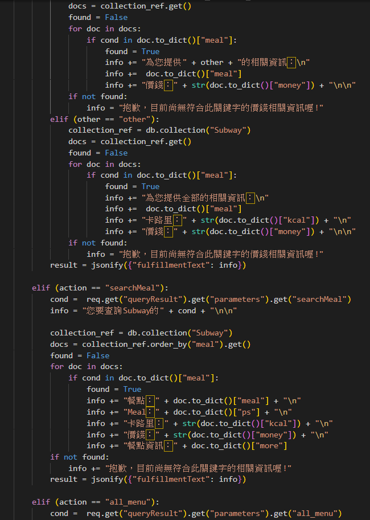 docs = collection_ref.get()
found = False
for doc in docs:
if cond in doc.to_dict()["meal"]:
found = True
info += "為您提供" + other + "的相關資訊：\n"
info +=  doc.to_dict()["meal"]
info += "價錢：" + str(doc.to_dict()["money"]) + "\n\n"
if not found:
info = "抱歉，目前尚無符合此關鍵字的價錢相關資訊喔!"
elif (other == "other"):
collection_ref = db.collection("Subway")
docs = collection_ref.get()
found = False
for doc in docs:
if cond in doc.to_dict()["meal"]:
found = True
info += "為您提供全部的相關資訊：\n"
info +=  doc.to_dict()["meal"]
info += "卡路里：" + str(doc.to_dict()["kcal"]) + "\n"
info += "價錢：" + str(doc.to_dict()["money"]) + "\n\n"
if not found:
info = "抱歉，目前尚無符合此關鍵字的價錢相關資訊喔!"
result = jsonify({"fulfillmentText": info})
elif (action == "searchMeal"):
cond =  req.get("queryResult").get("parameters").get("searchMeal")
info = "您要查詢Subway的" + cond + "\n\n"
collection_ref = db.collection("Subway")
docs = collection_ref.order_by("meal").get()
found = False
for doc in docs:
if cond in doc.to_dict()["meal"]:
found = True
info += "餐點：" + doc.to_dict()["meal"] + "\n"
info += "Meal：" + doc.to_dict()["ps"] + "\n"
info += "卡路里：" + str(doc.to_dict()["kcal"]) + "\n"
info += "價錢：" + str(doc.to_dict()["money"]) + "\n"
info += "餐點資訊：" + doc.to_dict()["more"]
if not found:
info += "抱歉，目前尚無符合此關鍵字的相關資訊喔!"
result = jsonify({"fulfillmentText": info})
elif (action == "all_menu"):
cond =  req.get("queryResult").get("parameters").get("all_menu")